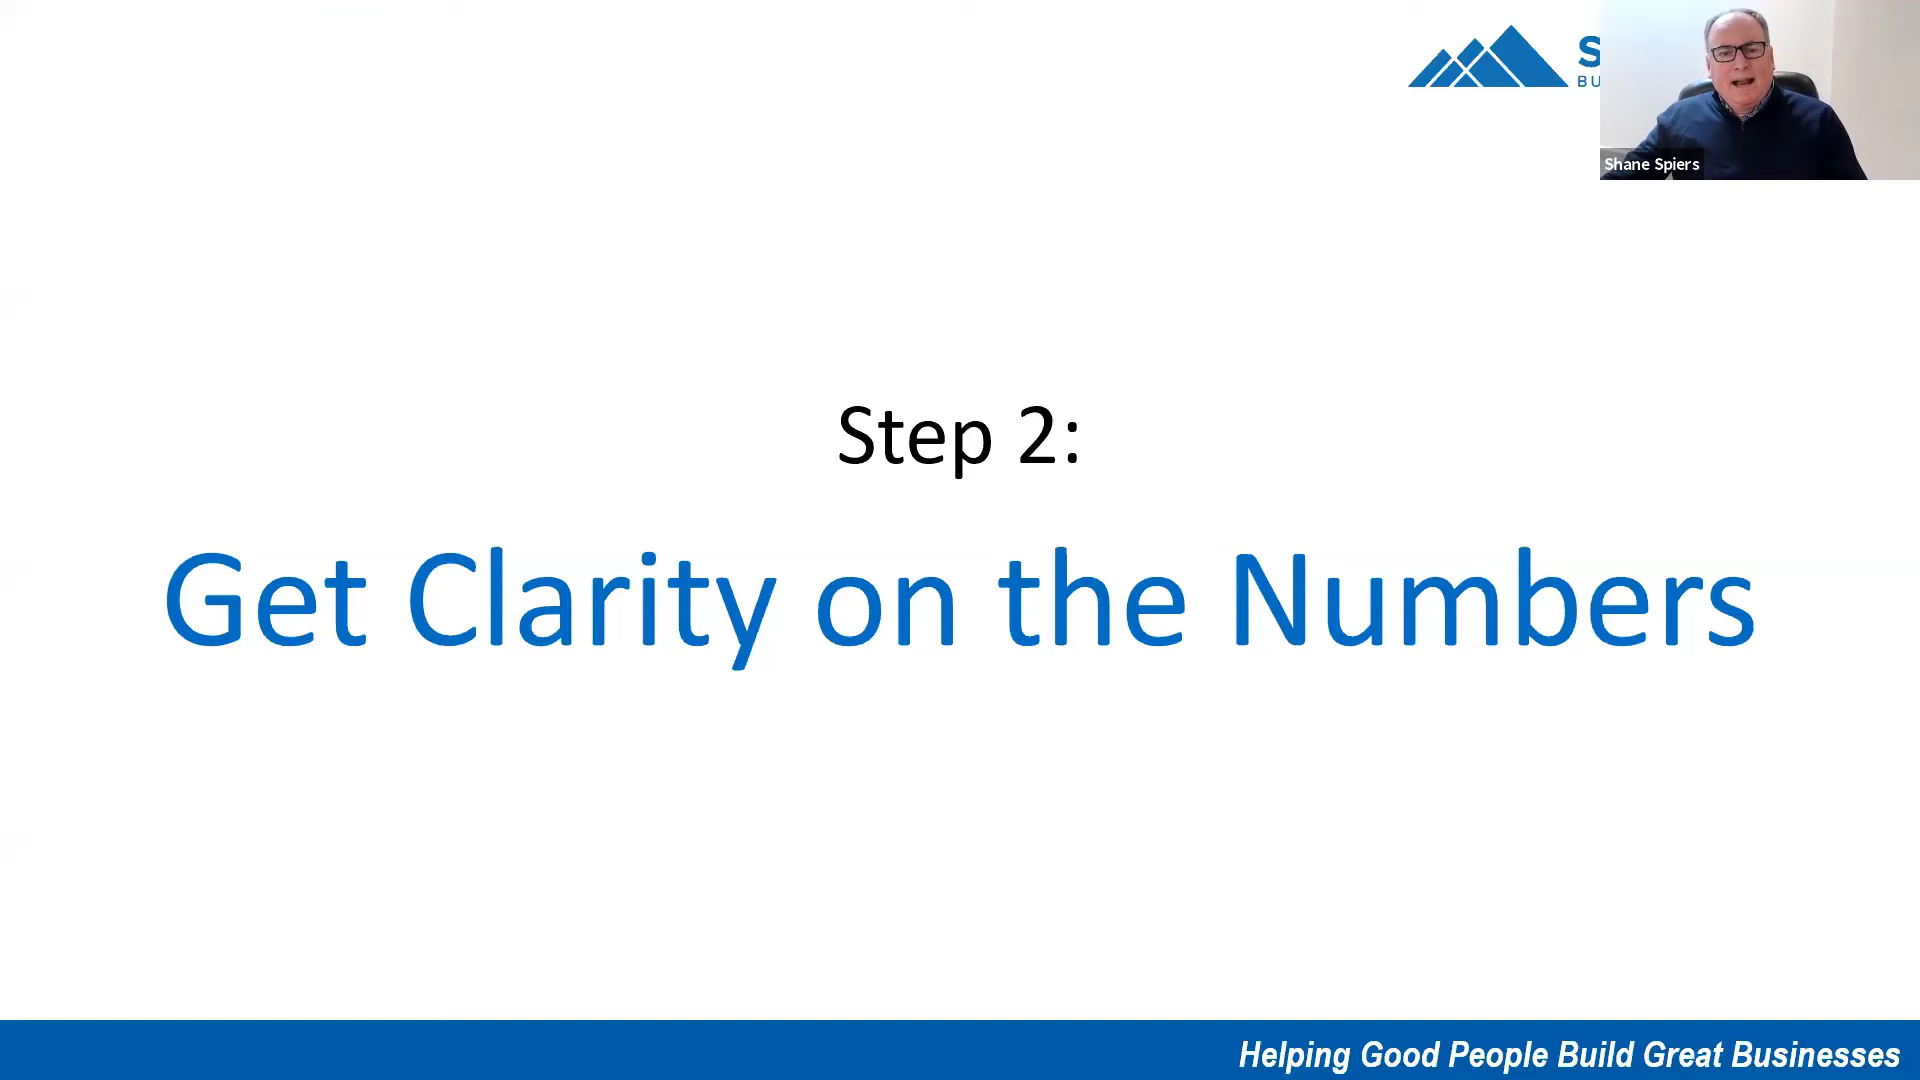 Shane Spiers
Step 2:
Get Clarity on the Numbers
Helping Good People Build Great Businesses